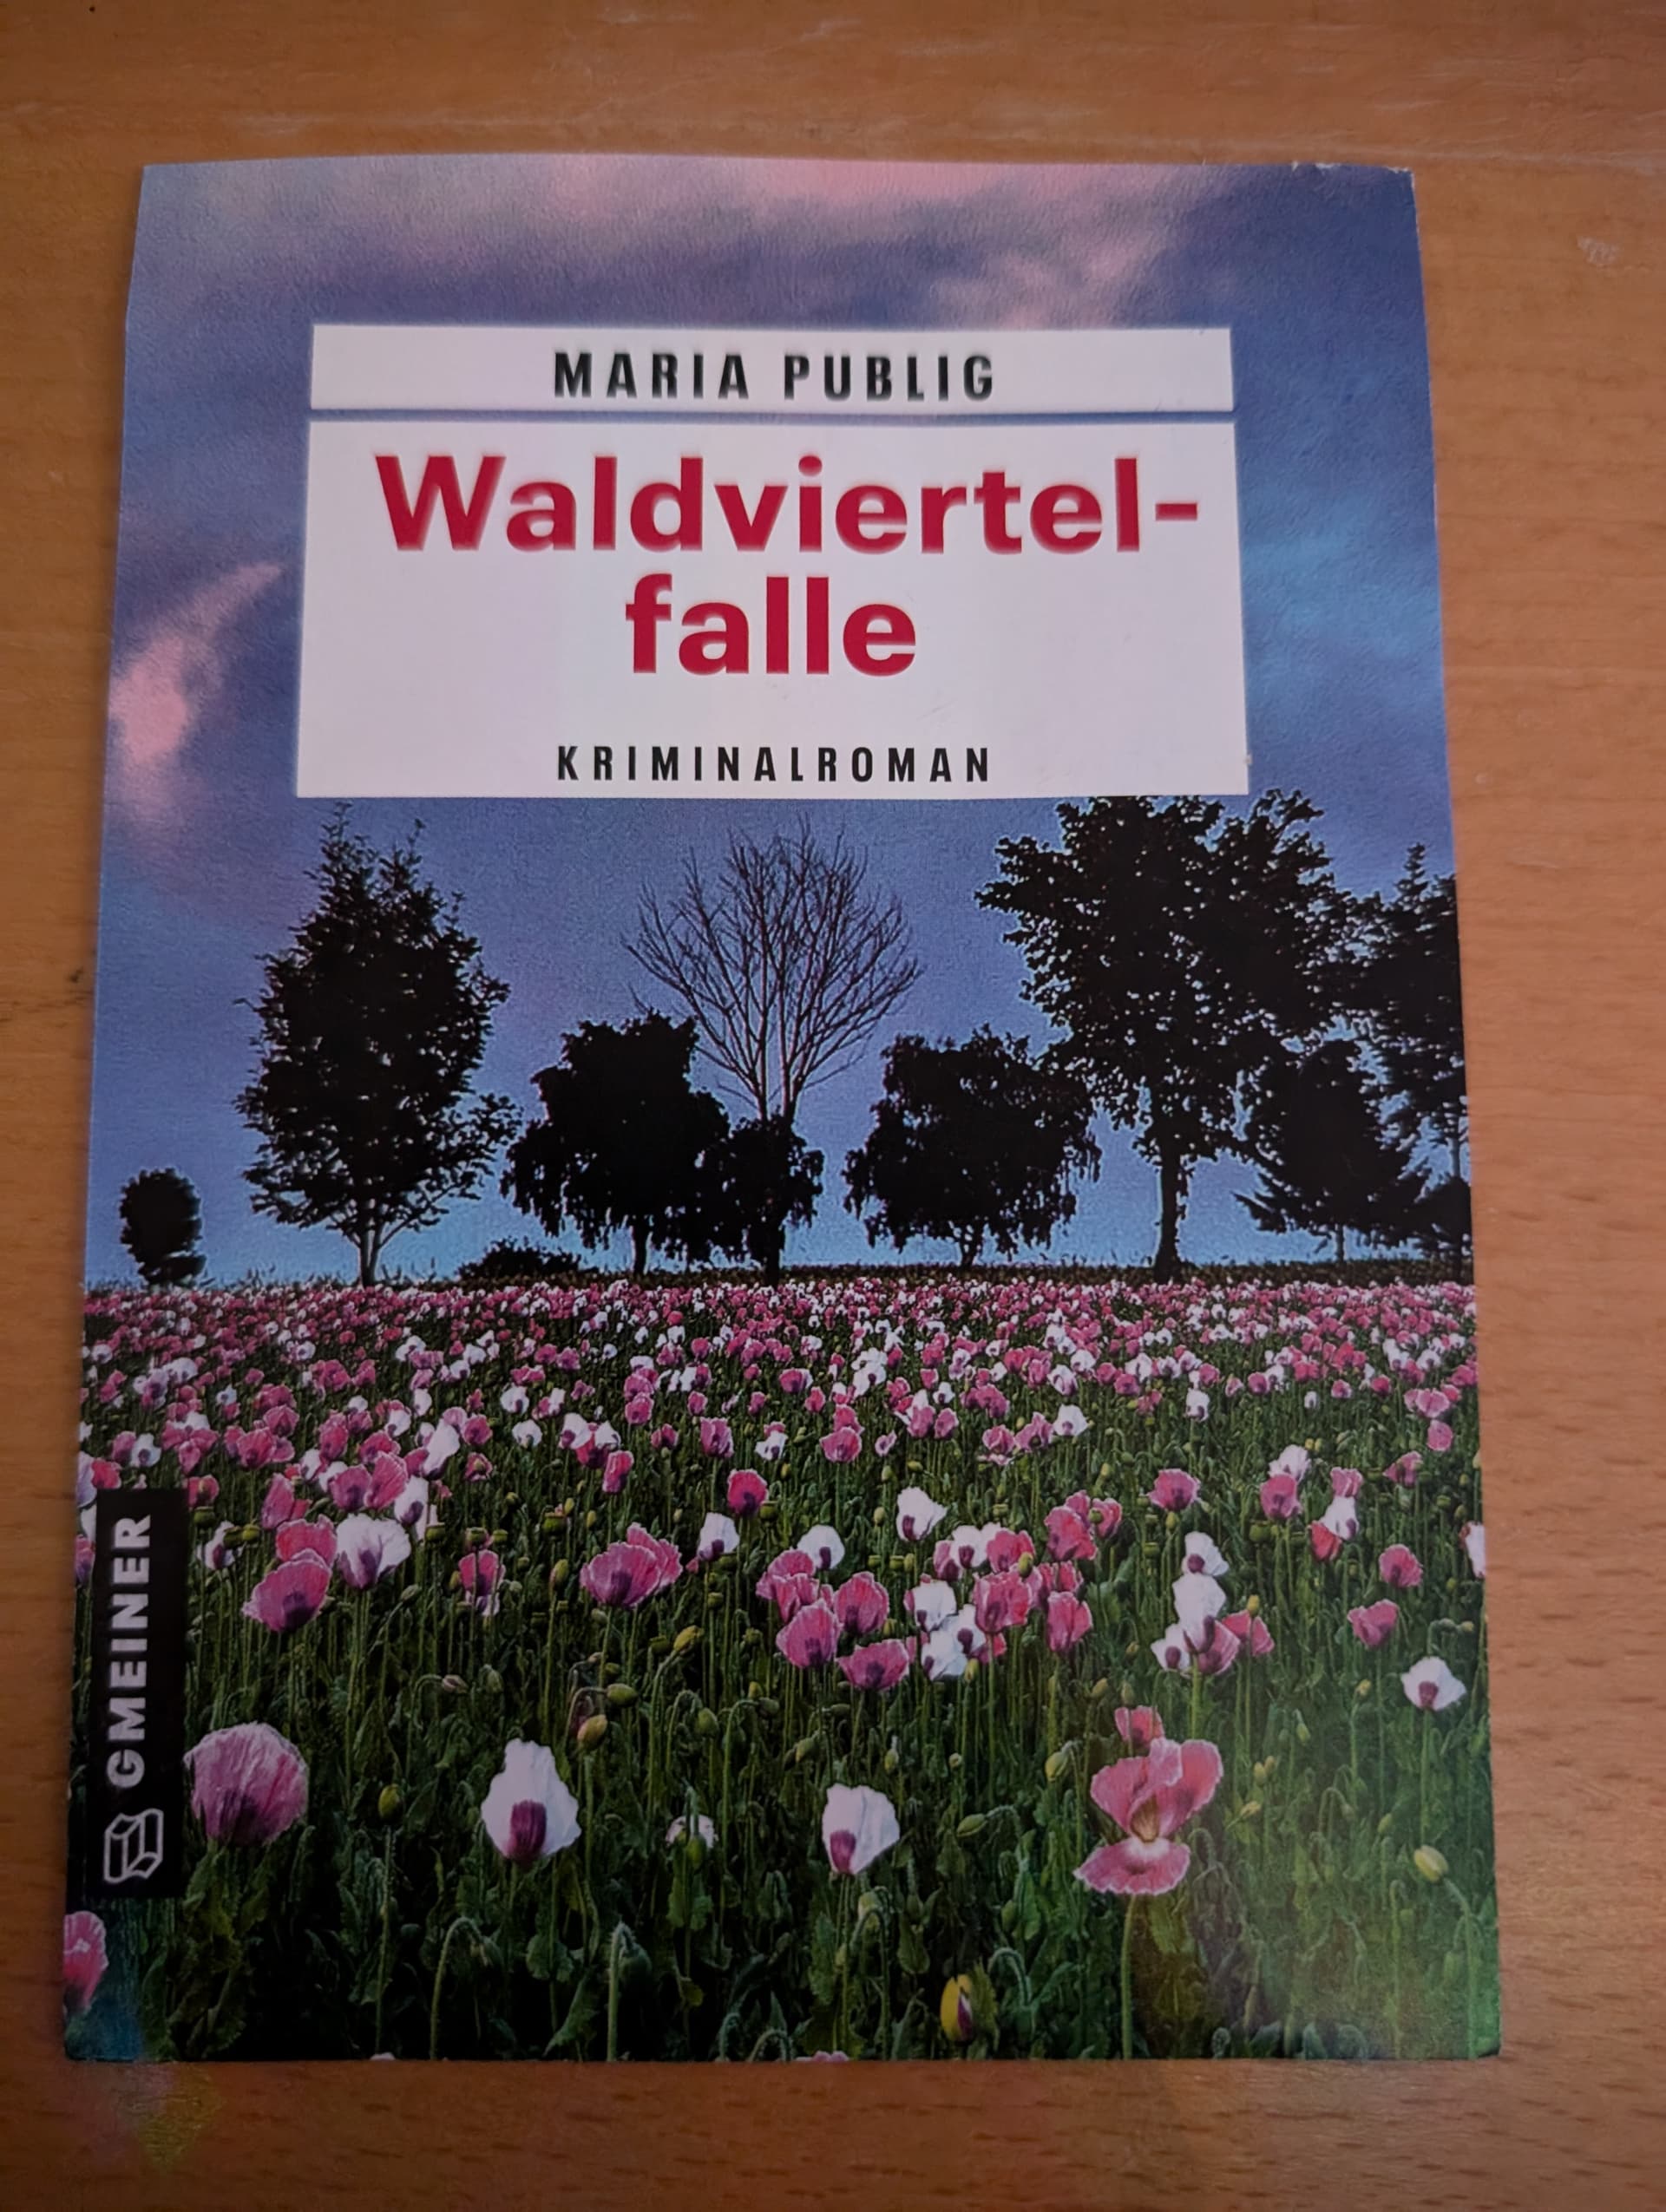 MARIA PUBLIG
Waldviertel-
falle
KRIMINALROMAN
GMEINER